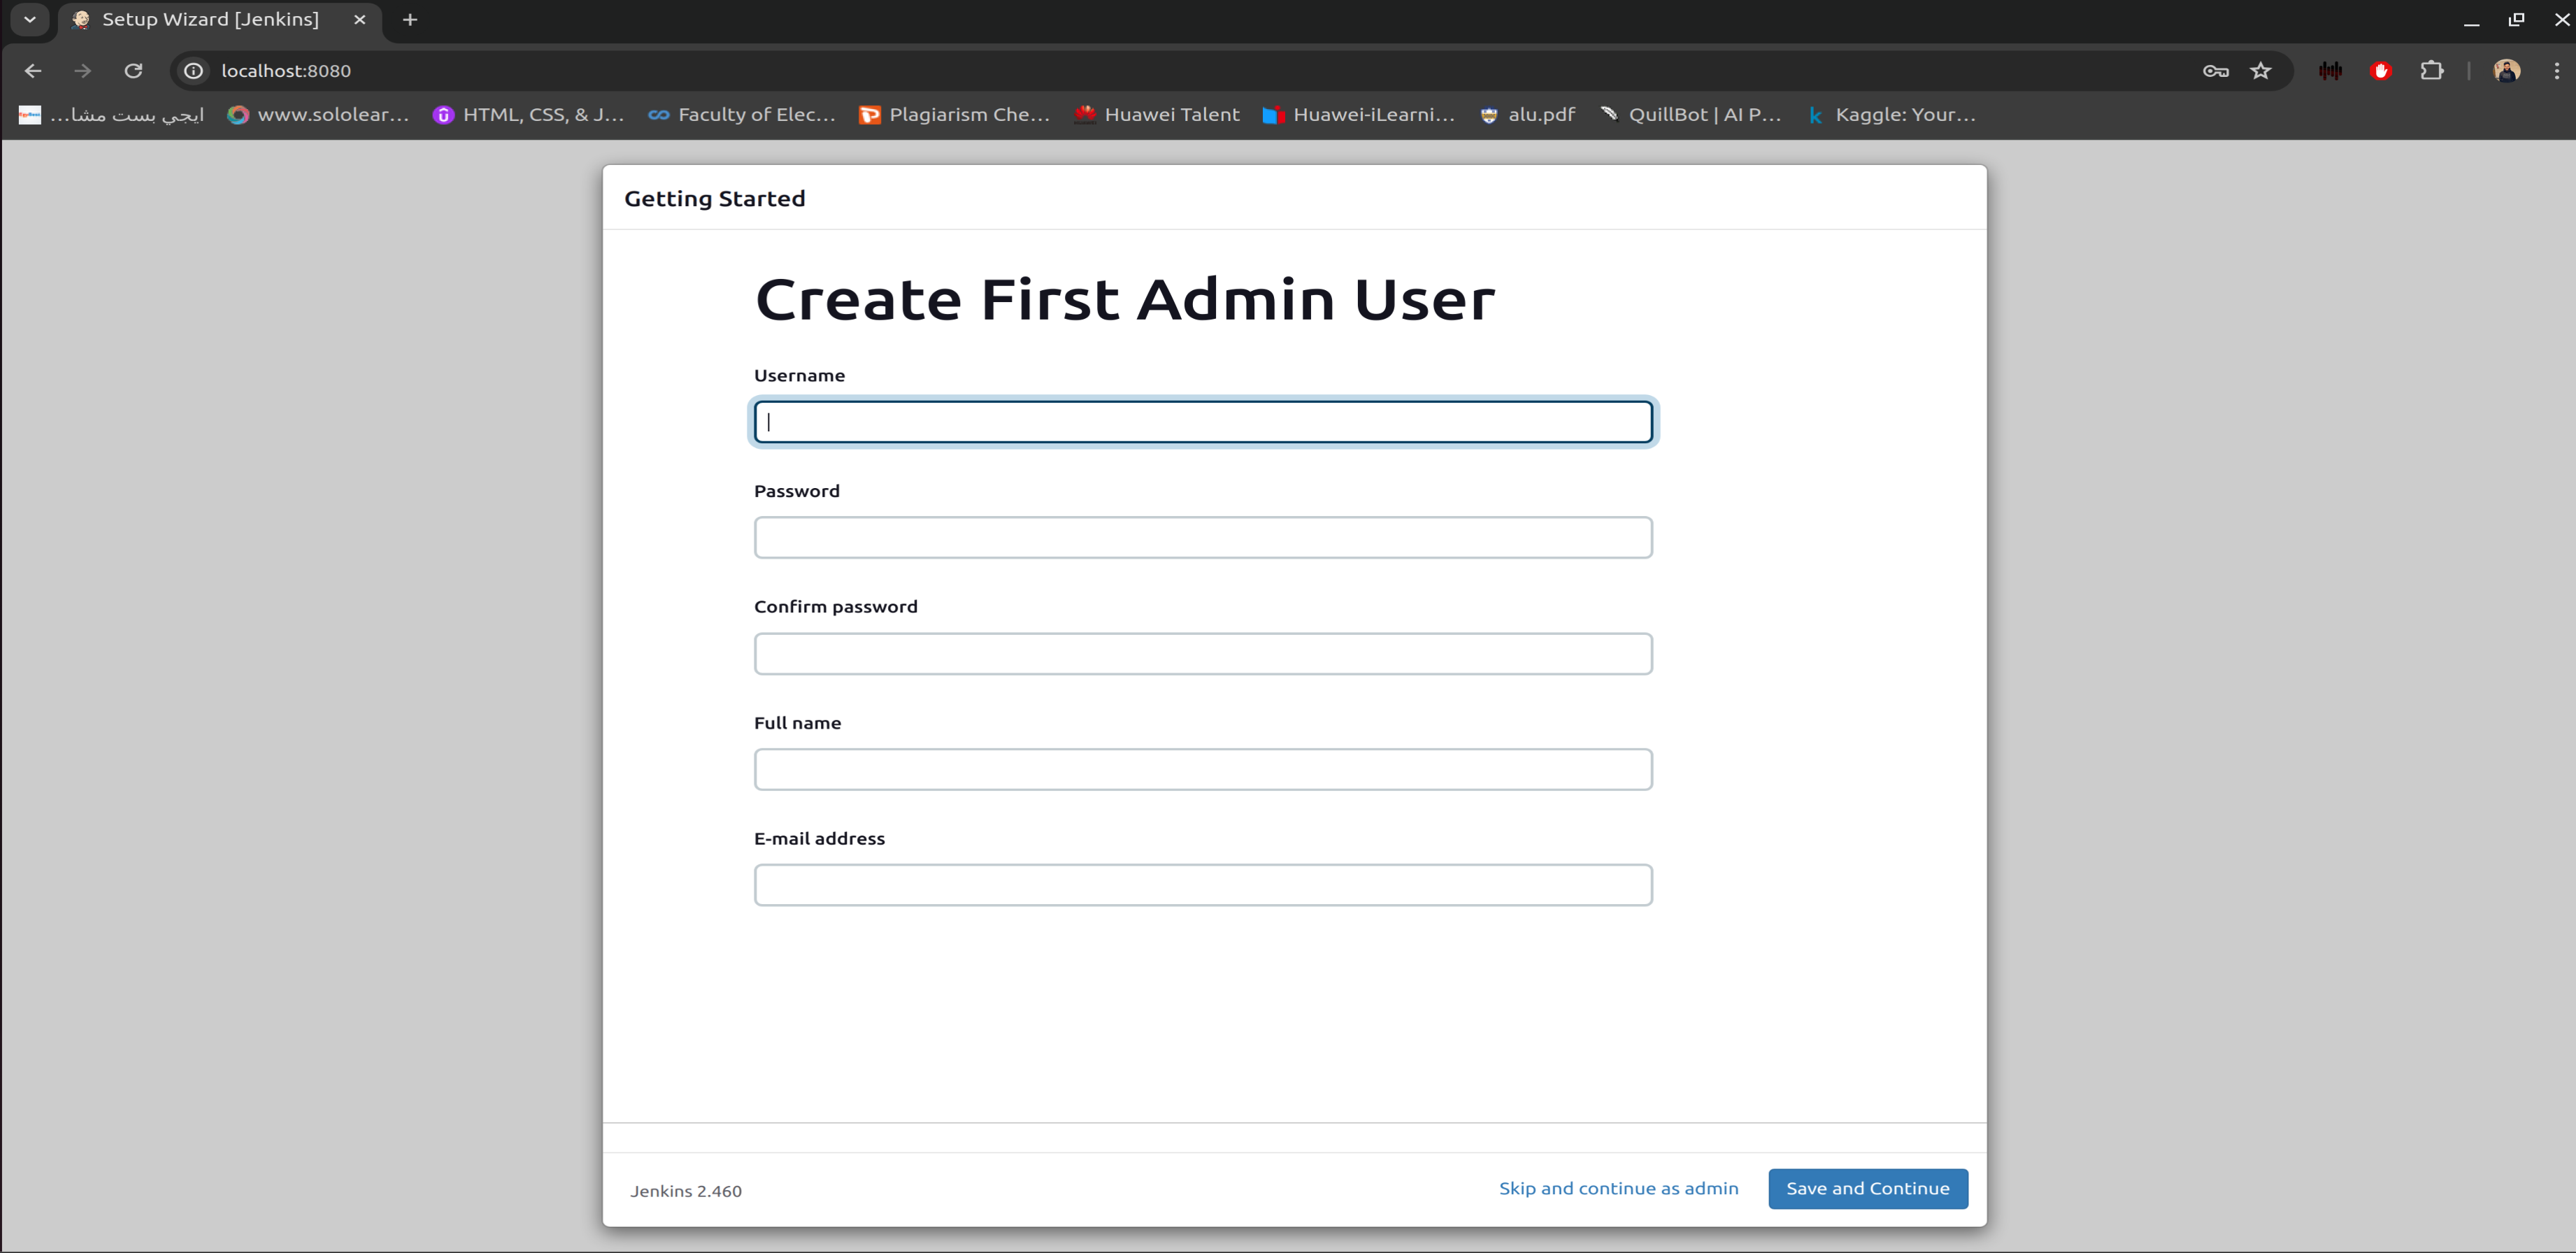 Setup Wizard [Jenkins]
localhost:8080
ايجي بست مشا...
www.sololear...
HTML, CSS, & J...
Faculty of Elec...
Plagiarism Che...
Huawei Talent
Huawei-iLearni...
alu.pdf
QuillBot | AI P...
Kaggle: Your...
Getting Started
Create First Admin User
Username
Password
Confirm password
Full name
E-mail address
Jenkins 2.460
Skip and continue as admin
Save and Continue